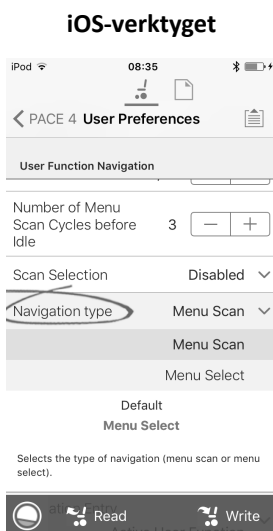 iOS-verktyget
iPod 08:35
PACE 4 User Preferences
User Function Navigation
Number of Menu
Scan Cycles before
Idle
3 — +
Scan Selection Disabled
Navigation type Menu Scan
Menu Scan
Menu Select
Default
Menu Select
Selects the type of navigation (menu scan or menu
select).
Read Write